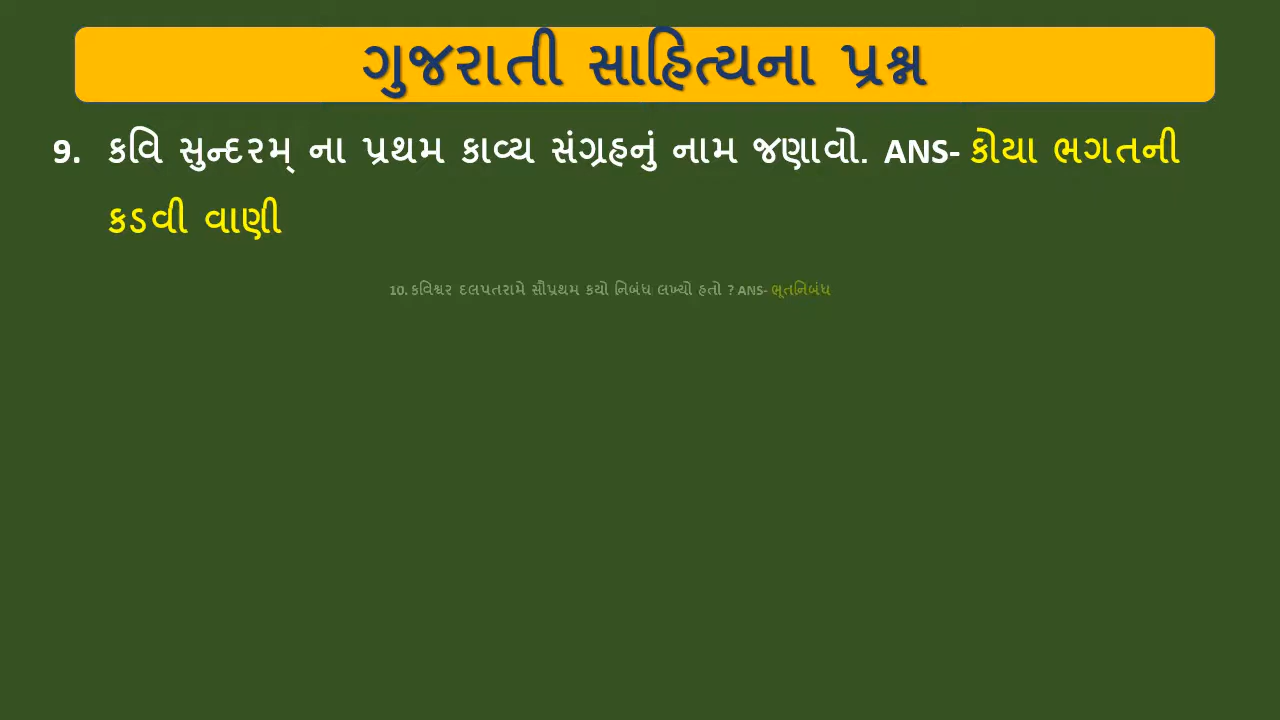 ગુજરાતી સાહિત્યના પ્રશ્ન
9. કવિ સુન્દરમ્ ના પ્રથમ કાવ્ય સંગ્રહનું નામ જણાવો. ANS- કોયા ભગતની
કડવી વાણી
10. કવિશ્વર દલપતરામે સૌપ્રથમ કયો નિબંધ લખ્યો હતો ? ANS- ભૂતનિબંધ